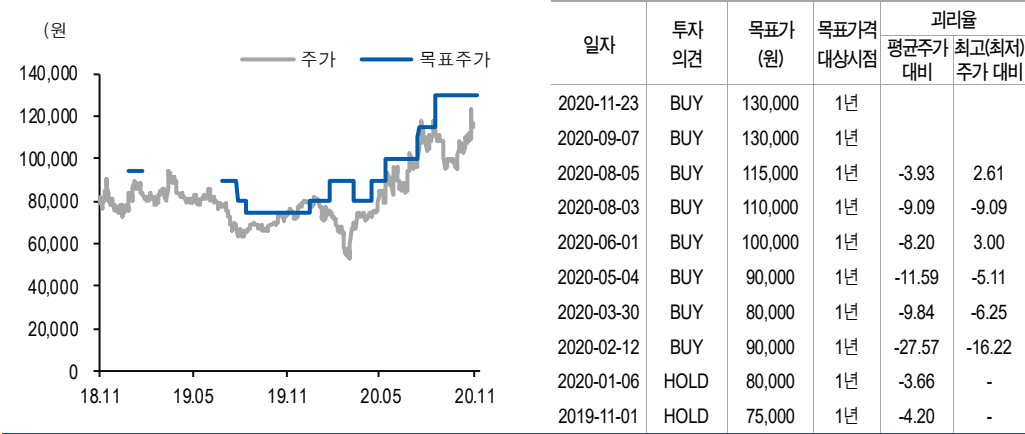 (원
주가
목표주가
140,000
120,000
100,000
80,000
60,000
40,000
20,000
0
18.11 19.05 19.11 20.05 20.11
일자 투자 의견 목표가 (원) 목표가격 대상시점 괴리율
평균주가 대비 최고(최저) 주가 대비
2020-11-23 BUY 130,000 1년
2020-09-07 BUY 130,000 1년
2020-08-05 BUY 115,000 1년 -3.93 2.61
2020-08-03 BUY 110,000 1년 -9.09 -9.09
2020-06-01 BUY 100,000 1년 -8.20 3.00
2020-05-04 BUY 90,000 1년 -11.59 -5.11
2020-03-30 BUY 80,000 1년 -9.84 -6.25
2020-02-12 BUY 90,000 1년 -27.57 -16.22
2020-01-06 HOLD 80,000 1년 -3.66 -
2019-11-01 HOLD 75,000 1년 -4.20 -